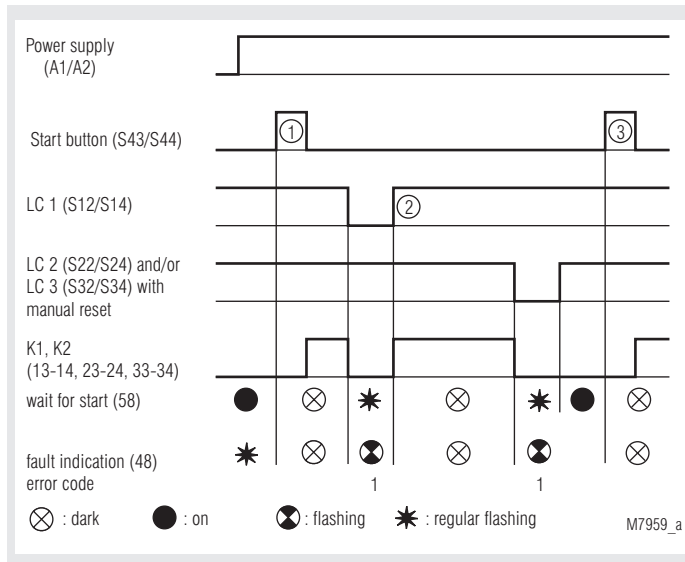 Power supply
(A1/A2)
Start button (S43/S44)
1
3
LC 1 (S12/S14)
2
LC 2 (S22/S24) and/or
LC 3 (S32/S34) with
manual reset
K1, K2
(13-14, 23-24, 33-34)
wait for start (58)
fault indication (48)
error code
1
1
: dark
: on
: flashing
: regular flashing
M7959_a